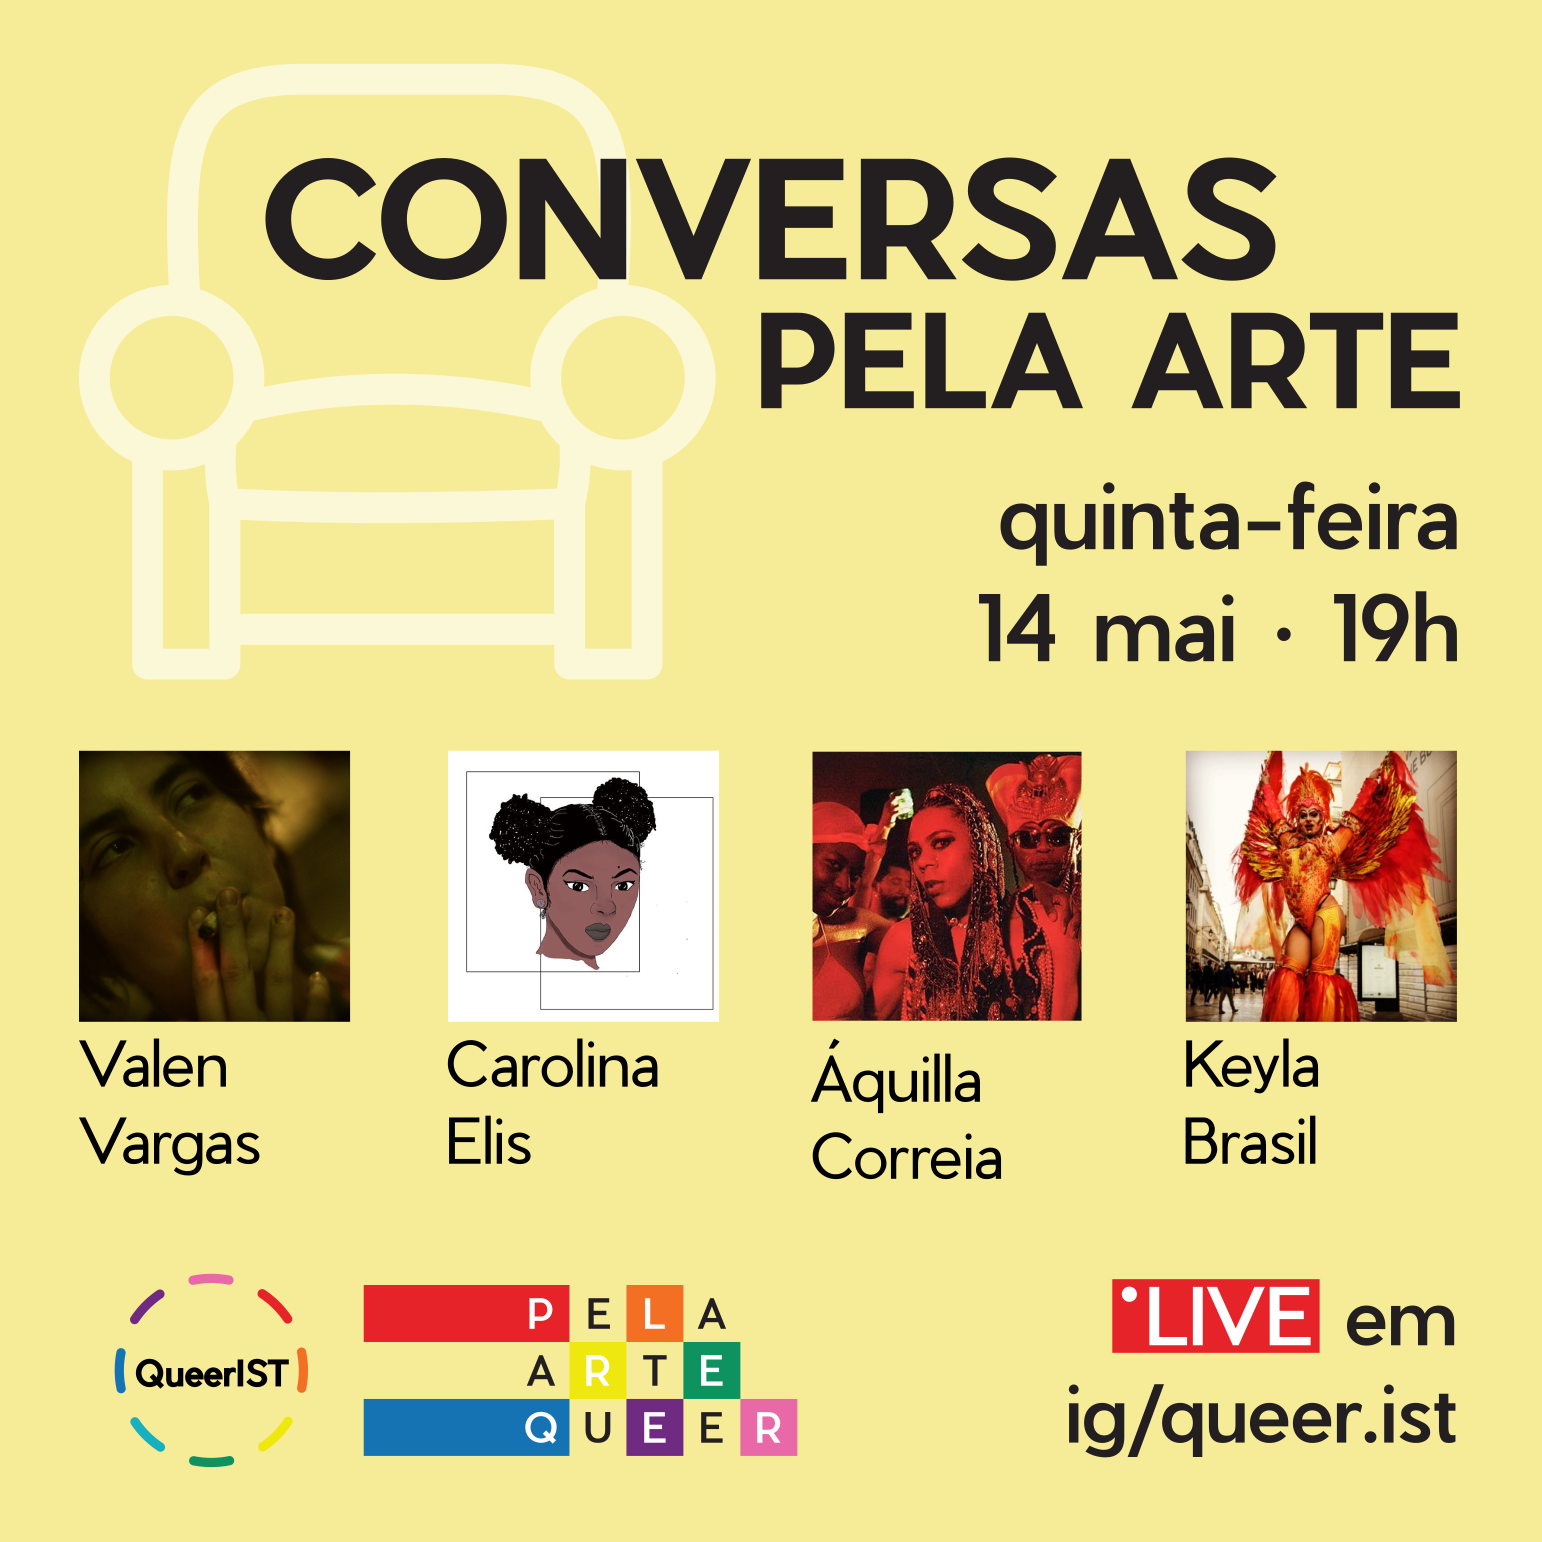 CONVERSAS
PELA ARTE
quinta-feira
14 mai · 19h
Valen
Vargas
Carolina
Elis
Áquilla
Correia
Keyla
Brasil
QueerIST
PELA
ARTE
QUEER
LIVE em
ig/queer.ist